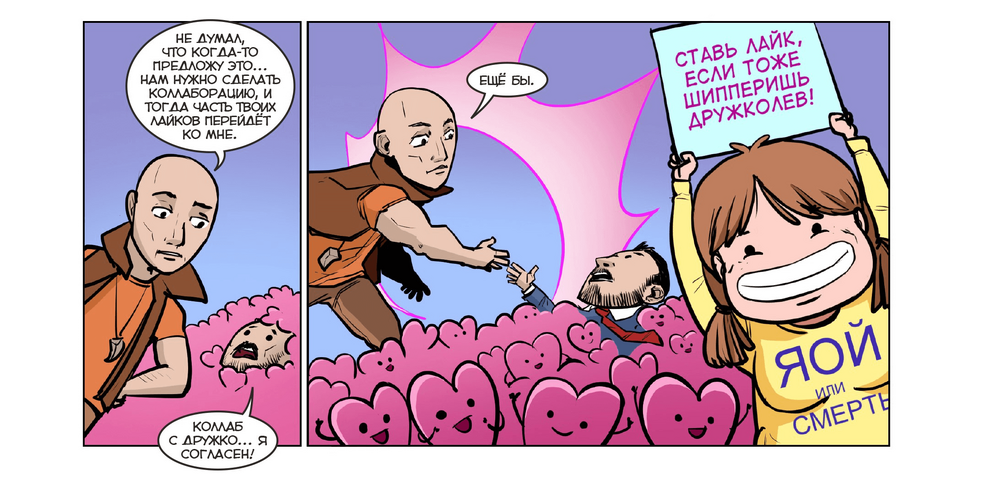 НЕ ДУМАЛ,
ЧТО КОГДА-ТО
ПРЕДЛОЖУ ЭТО...
НАМ НУЖНО СДЕЛАТЬ
КОЛЛАБОРАЦИЮ, И
ТОГДА ЧАСТЬ ТВОИХ
ЛАЙКОВ ПЕРЕЙДЁТ
КО МНЕ.
КОЛЛАБ
С ДРУЖКО... Я
СОГЛАСЕН!
ЕЩЁ БЫ.
СТАВЬ ЛАЙК,
ЕСЛИ ТОЖЕ
ШИППЕРИШЬ
ДРУЖКОЛЕВ!
ЯОЙ
ИЛИ
СМЕРТЬ